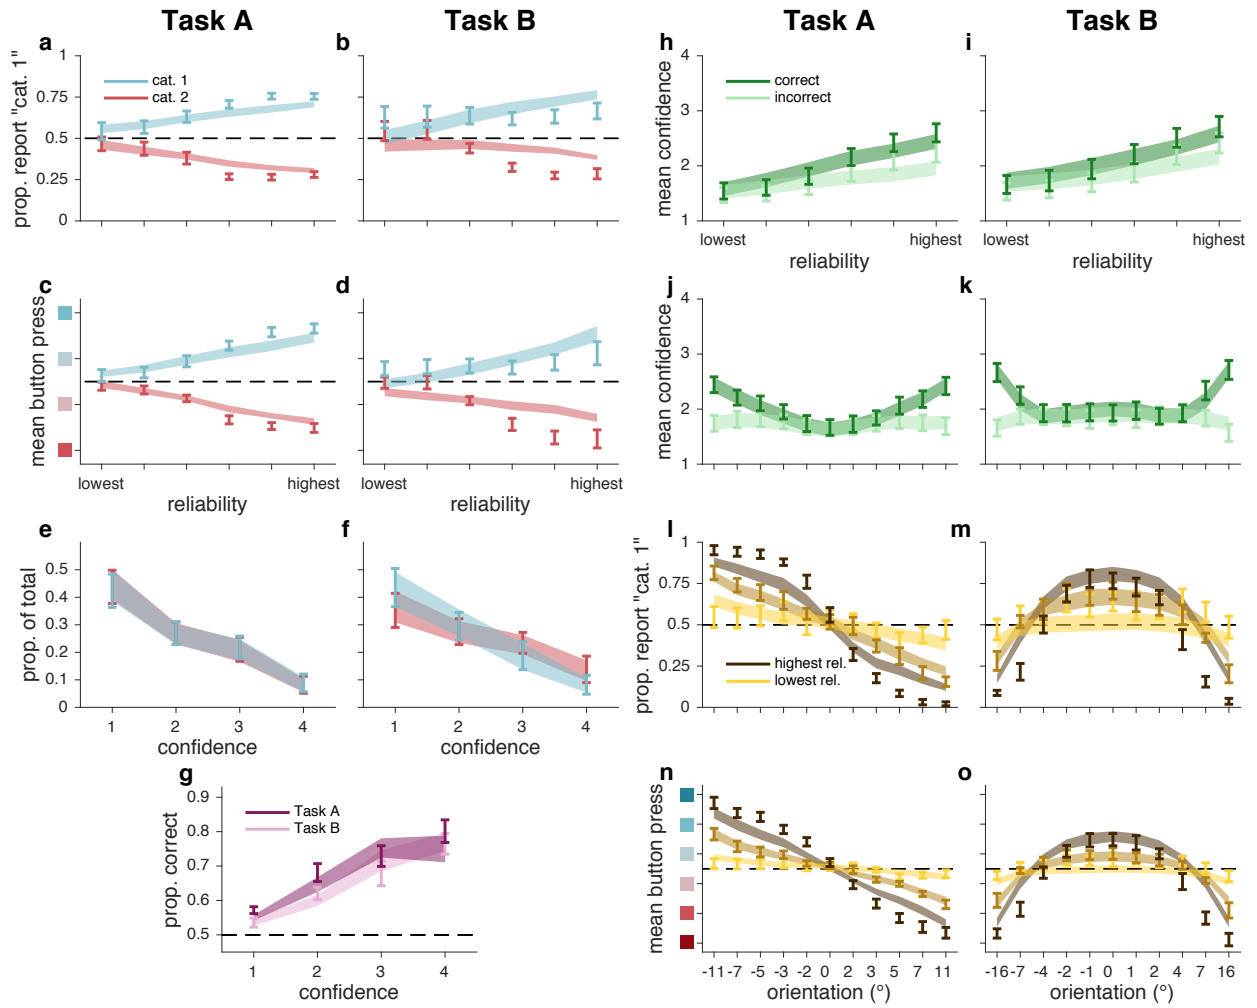 Task A
Task B
Task A
Task B
a
b
h
i
prop. report "cat. 1"
1
0.75
0.5
0.25
0
cat. 1
cat. 2
mean confidence
4
3
2
1
correct
incorrect
lowest
highest
lowest
highest
reliability
c
d
j
k
mean button press
lowest
highest
lowest
highest
reliability
mean confidence
4
3
2
1
e
f
l
m
prop. of total
0.5
0.4
0.3
0.2
0.1
0
1
2
3
4
1
2
3
4
confidence
confidence
prop. report "cat. 1"
1
0.75
0.5
0.25
0
highest rel.
lowest rel.
g
n
o
prop. correct
0.9
0.8
0.7
0.6
0.5
Task A
Task B
1
2
3
4
confidence
mean button press
-11
-7
-5
-3
-2
0
2
3
5
7
11
-16
-7
-4
-2
-1
0
1
2
4
7
16
orientation (°)
orientation (°)